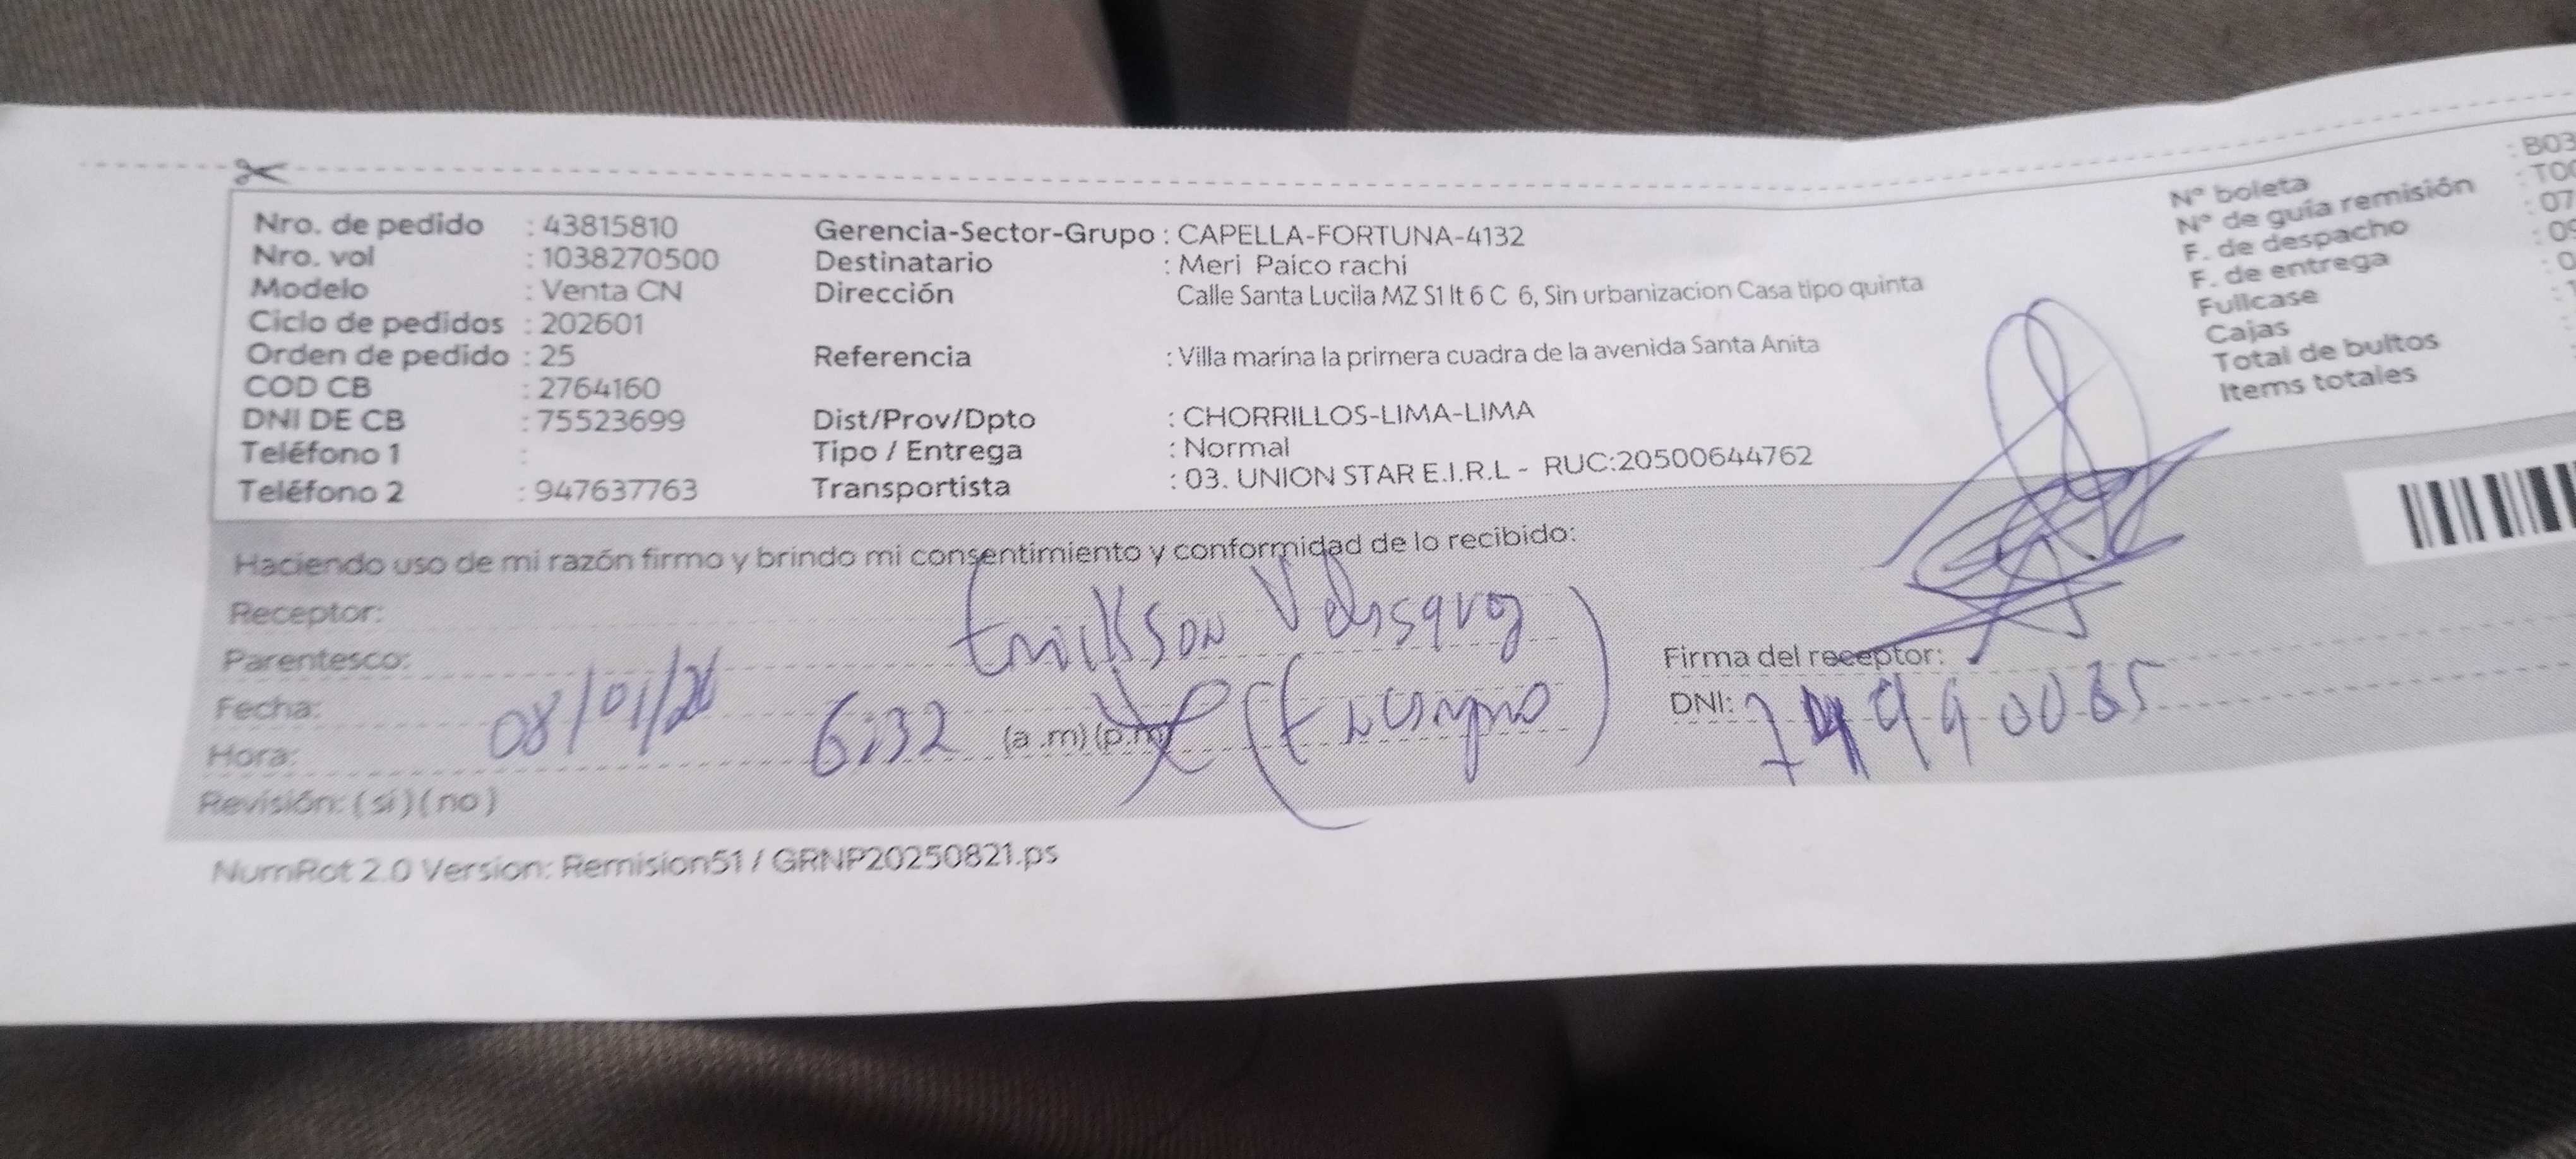 Nro. de pedido : 43815810
Nro. vol : 1038270500
Modelo : Venta CN
Ciclo de pedidos : 202601
Orden de pedido : 25
COD CB : 2764160
DNI DE CB : 75523699
Teléfono 1 :
Teléfono 2 : 947637763
Gerencia-Sector-Grupo : CAPELLA-FORTUNA-4132
Destinatario : Meri Paico rachi
Dirección Calle Santa Lucila MZ S1 lt 6 C 6, Sin urbanizacion Casa tipo quinta
Referencia : Villa marina la primera cuadra de la avenida Santa Anita
Dist/Prov/Dpto : CHORRILLOS-LIMA-LIMA
Tipo / Entrega : Normal
Transportista : 03. UNION STAR E.I.R.L - RUC:20500644762
N° boleta : B03
N° de guía remisión : T00
F. de despacho : 07
F. de entrega : 09
Fullcase : 0
Cajas : 1
Total de bultos :
Items totales
Haciendo uso de mi razón firmo y brindo mi consentimiento y conformidad de lo recibido:
Receptor:
Parentesco:
Fecha: 08/01/26
Hora: 6:32 (a .m) (p.m)
Revisión: (si) (no)
Firma del receptor:
DNI:
NumRot 2.0 Version: Remision51 / GRNP20250821.ps